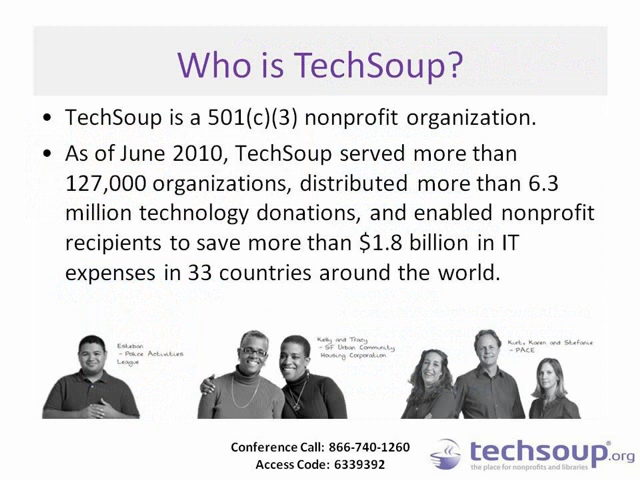 Who is TechSoup?
• TechSoup is a 501(c)(3) nonprofit organization.
• As of June 2010, TechSoup served more than
127,000 organizations, distributed more than 6.3
million technology donations, and enabled nonprofit
recipients to save more than $1.8 billion in IT
expenses in 33 countries around the world.
Esteban
- Police Activities
League
Kelly and Tracy
- SF Urban Community
Housing Corporation
Kurt, Karen and Stefanie
- PACE
Conference Call: 866-740-1260
Access Code: 6339392
techsoup.org
the place for nonprofits and libraries